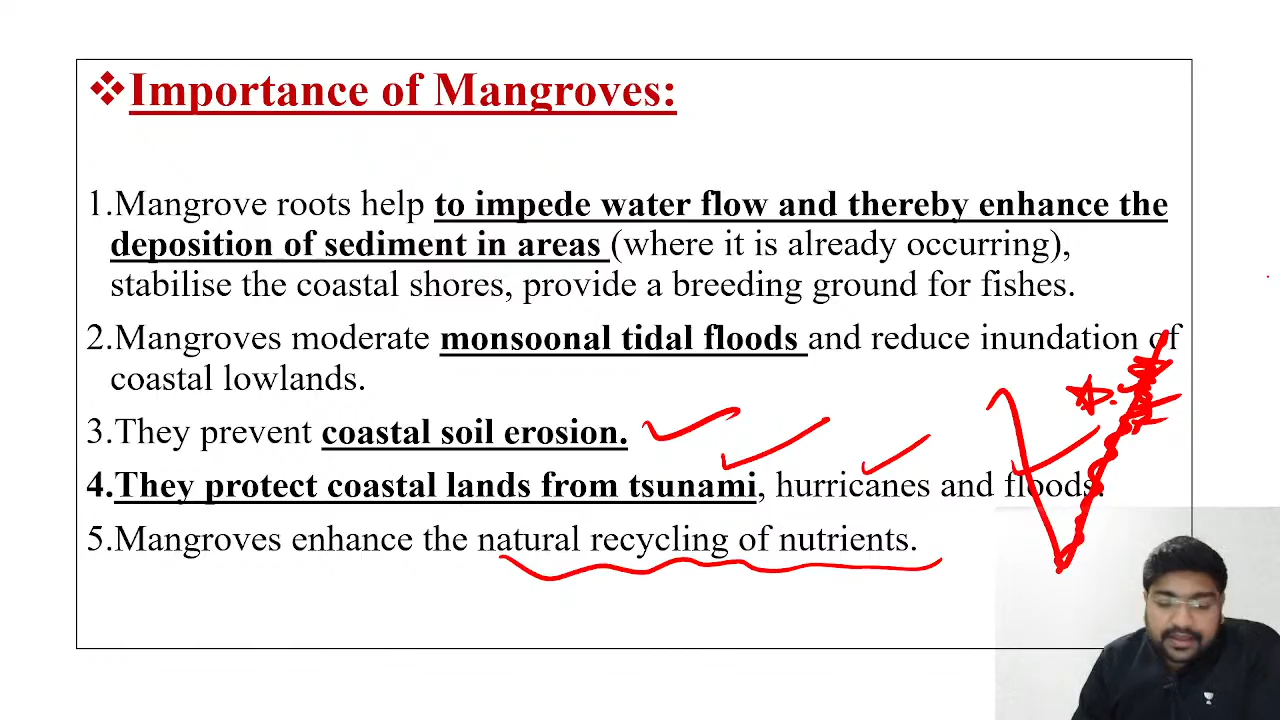 ❖Importance of Mangroves:
1.Mangrove roots help to impede water flow and thereby enhance the
deposition of sediment in areas (where it is already occurring),
stabilise the coastal shores, provide a breeding ground for fishes.
2.Mangroves moderate monsoonal tidal floods and reduce inundation of
coastal lowlands.
3.They prevent coastal soil erosion.
4.They protect coastal lands from tsunami, hurricanes and floods.
5.Mangroves enhance the natural recycling of nutrients.